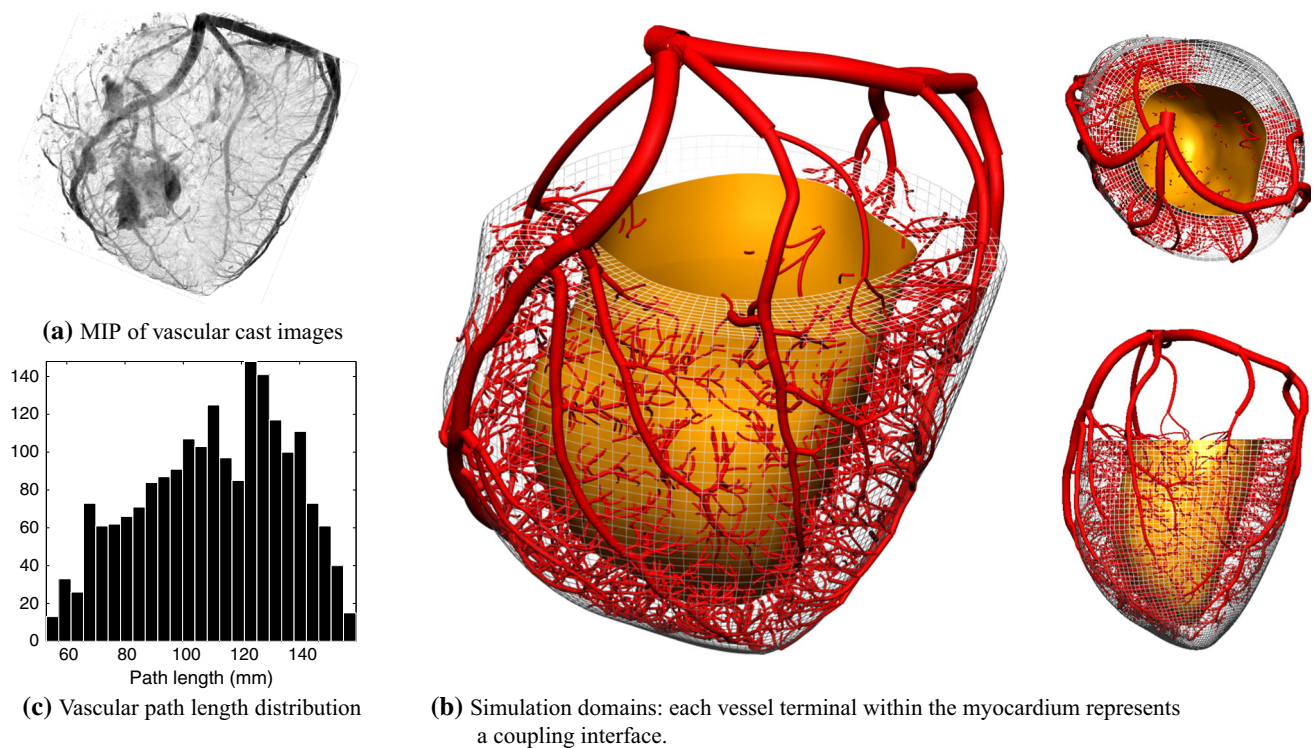 (a) MIP of vascular cast images
140
120
100
80
60
40
20
0
60 80 100 120 140
Path length (mm)
(c) Vascular path length distribution
(b) Simulation domains: each vessel terminal within the myocardium represents
a coupling interface.